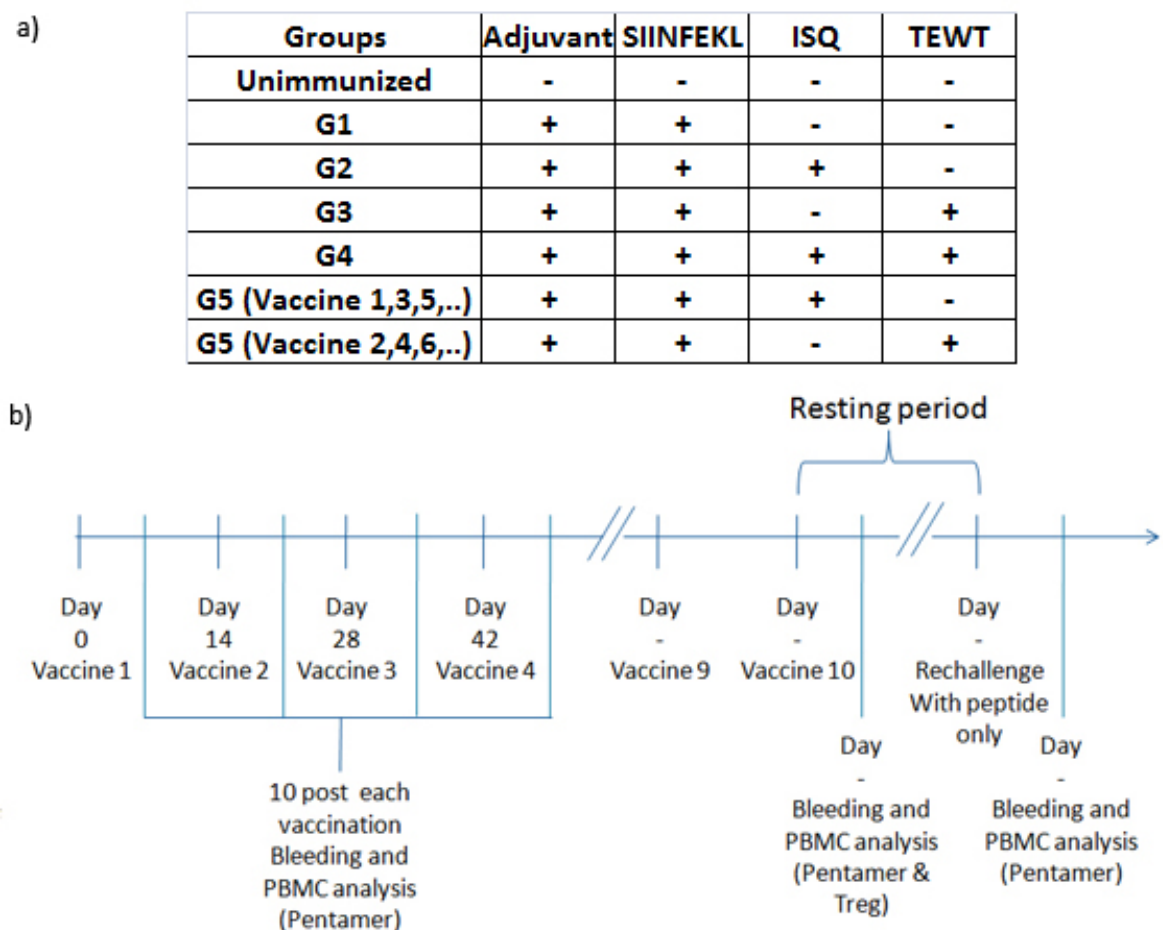 a)
Groups Adjuvant SIINFEKL ISQ TEWT
Unimmunized - - - -
G1 + + - -
G2 + + + -
G3 + + - +
G4 + + + +
G5 (Vaccine 1,3,5,..) + + + -
G5 (Vaccine 2,4,6,..) + + - +
b)
Resting period
Day
0
Vaccine 1
Day
14
Vaccine 2
Day
28
Vaccine 3
Day
42
Vaccine 4
Day
-
Vaccine 9
Day
-
Vaccine 10
Day
-
Rechallenge
With peptide
only
10 post each
vaccination
Bleeding and
PBMC analysis
(Pentamer)
Day
-
Bleeding and
PBMC analysis
(Pentamer &
Treg)
Day
-
Bleeding and
PBMC analysis
(Pentamer)